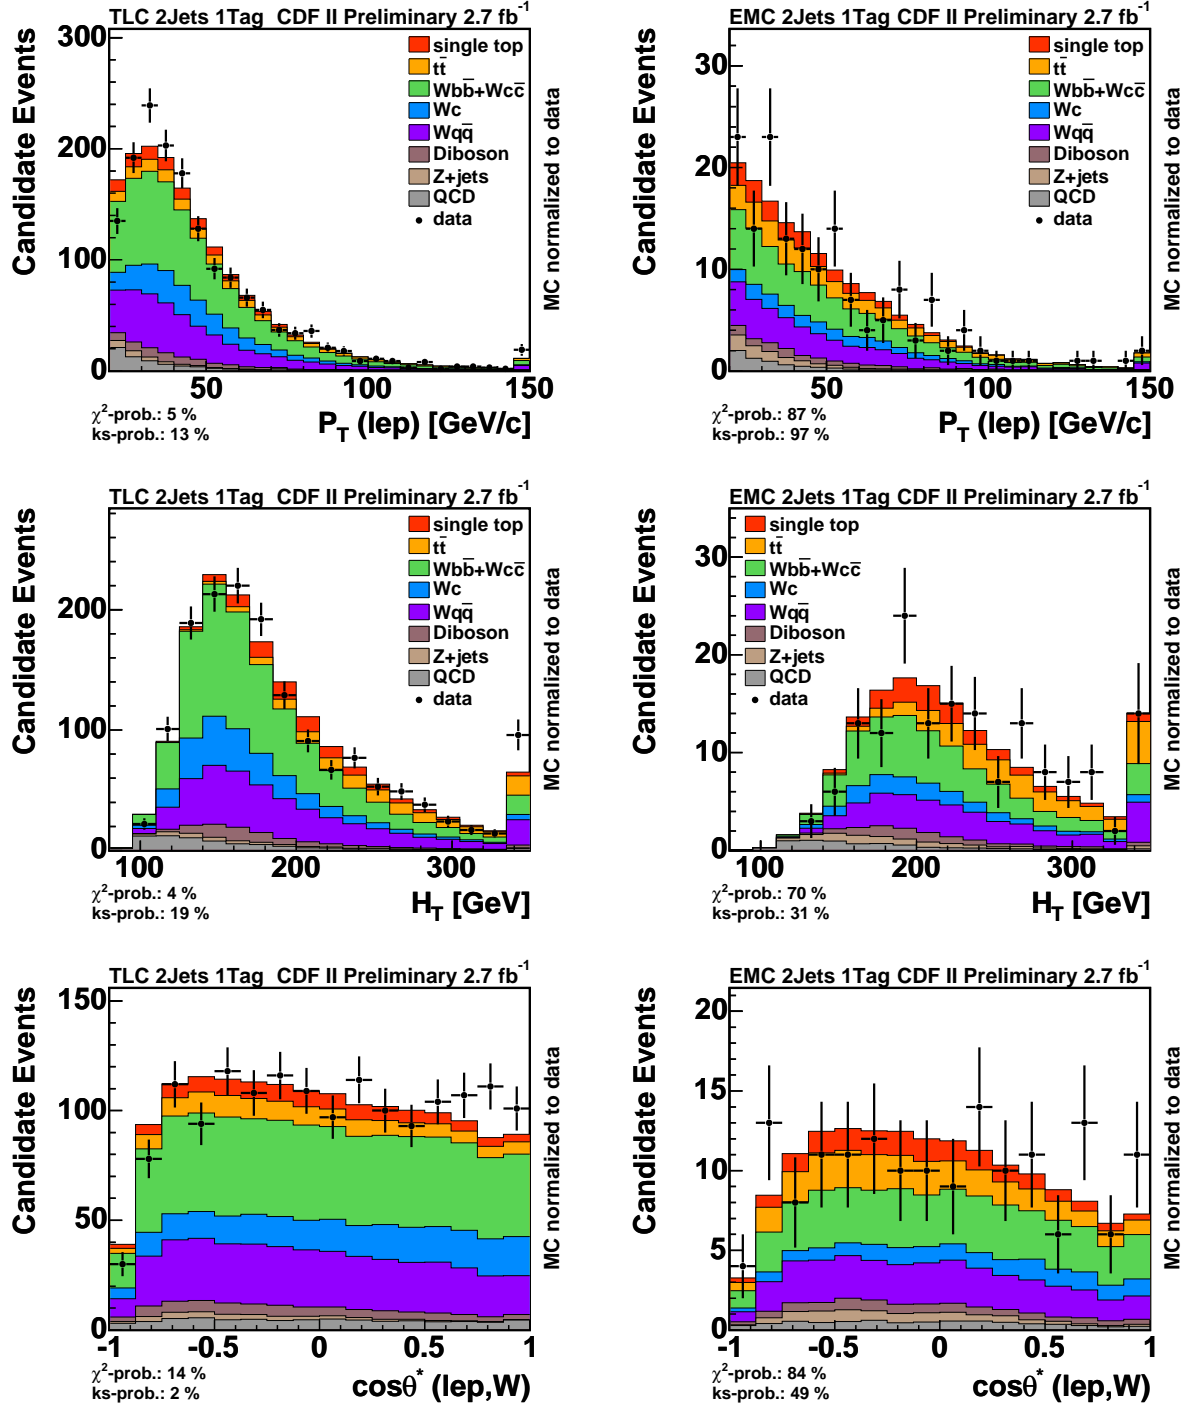 TLC 2Jets 1Tag CDF II Preliminary 2.7 fb⁻¹
Candidate Events
300
200
100
0
50
100
150
single top
tt̄
Wbb̄+Wcc̄
Wc
Wqq̄
Diboson
Z+jets
QCD
data
MC normalized to data
χ²-prob.: 5 %
ks-prob.: 13 %
P_T (lep) [GeV/c]
EMC 2Jets 1Tag CDF II Preliminary 2.7 fb⁻¹
Candidate Events
30
20
10
0
50
100
150
single top
tt̄
Wbb̄+Wcc̄
Wc
Wqq̄
Diboson
Z+jets
QCD
data
MC normalized to data
χ²-prob.: 87 %
ks-prob.: 97 %
P_T (lep) [GeV/c]
TLC 2Jets 1Tag CDF II Preliminary 2.7 fb⁻¹
Candidate Events
200
100
0
100
200
300
single top
tt̄
Wbb̄+Wcc̄
Wc
Wqq̄
Diboson
Z+jets
QCD
data
MC normalized to data
χ²-prob.: 4 %
ks-prob.: 19 %
H_T [GeV]
EMC 2Jets 1Tag CDF II Preliminary 2.7 fb⁻¹
Candidate Events
30
20
10
0
100
200
300
single top
tt̄
Wbb̄+Wcc̄
Wc
Wqq̄
Diboson
Z+jets
QCD
data
MC normalized to data
χ²-prob.: 70 %
ks-prob.: 31 %
H_T [GeV]
TLC 2Jets 1Tag CDF II Preliminary 2.7 fb⁻¹
Candidate Events
150
100
50
0
-1
-0.5
0
0.5
1
MC normalized to data
χ²-prob.: 14 %
ks-prob.: 2 %
cosθ* (lep,W)
EMC 2Jets 1Tag CDF II Preliminary 2.7 fb⁻¹
Candidate Events
20
15
10
5
0
-1
-0.5
0
0.5
1
MC normalized to data
χ²-prob.: 84 %
ks-prob.: 49 %
cosθ* (lep,W)